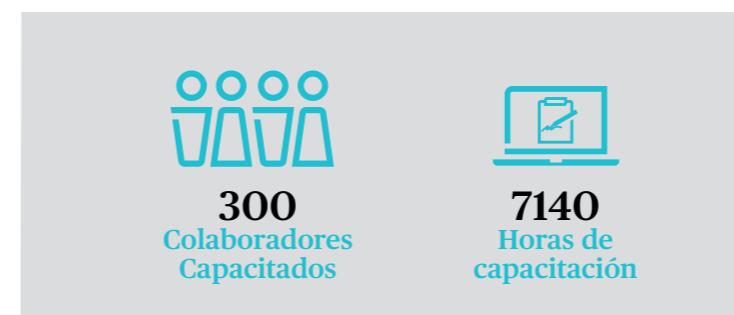 300
Colaboradores
Capacitados
7140
Horas de
capacitación